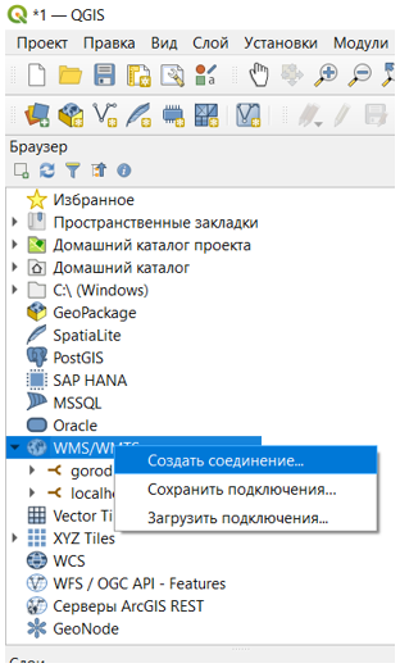 *1 — QGIS
Проект Правка Вид Слой Установки Модули
Браузер
Избранное
Пространственные закладки
Домашний каталог проекта
Домашний каталог
C:\ (Windows)
GeoPackage
SpatiaLite
PostGIS
SAP HANA
MSSQL
Oracle
WMS/WMTS
Создать соединение...
gorod
Сохранить подключения...
localho
Загрузить подключения...
Vector Ti
XYZ Tiles
WCS
WFS / OGC API - Features
Серверы ArcGIS REST
GeoNode